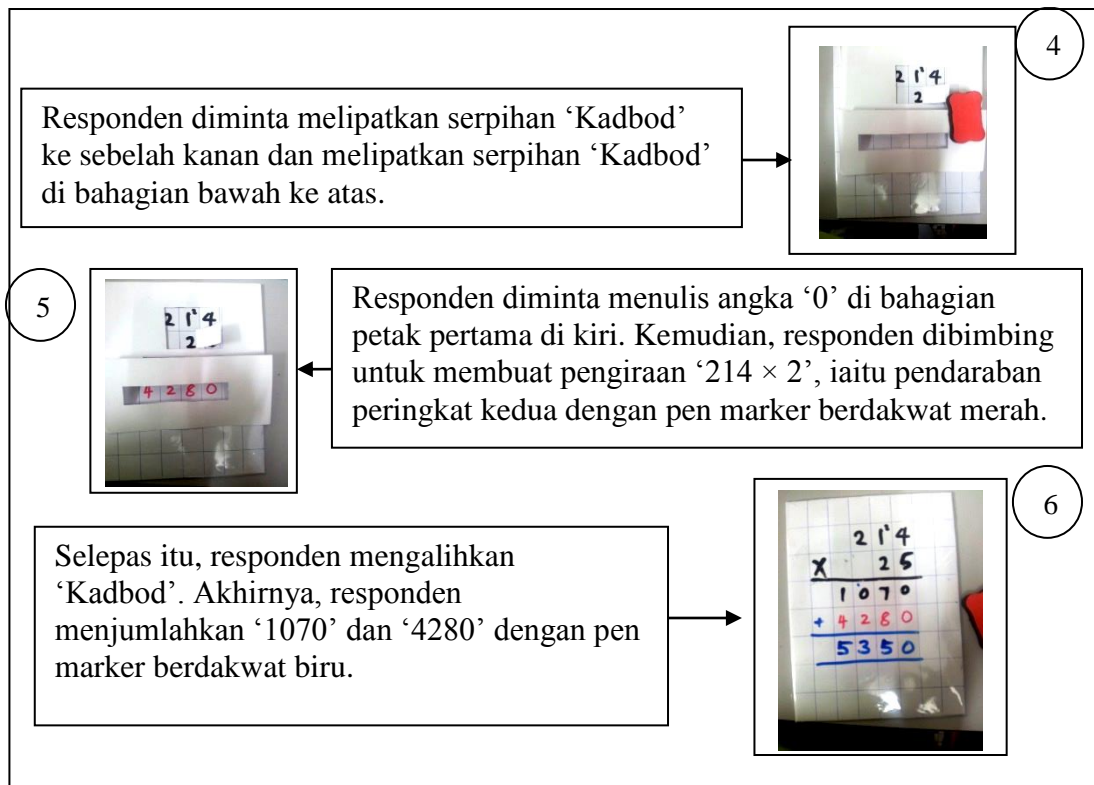 4
2 1' 4
2
Responden diminta melipatkan serpihan ‘Kadbod’
ke sebelah kanan dan melipatkan serpihan ‘Kadbod’
di bahagian bawah ke atas.
5
2 1' 4
2
4 2 8 0
Responden diminta menulis angka ‘0’ di bahagian
petak pertama di kiri. Kemudian, responden dibimbing
untuk membuat pengiraan ‘214 × 2’, iaitu pendaraban
peringkat kedua dengan pen marker berdakwat merah.
6
Selepas itu, responden mengalihkan
‘Kadbod’. Akhirnya, responden
menjumlahkan ‘1070’ dan ‘4280’ dengan pen
marker berdakwat biru.
2 1' 4
X 2 5
1 0 7 0
+ 4 2 8 0
5 3 5 0